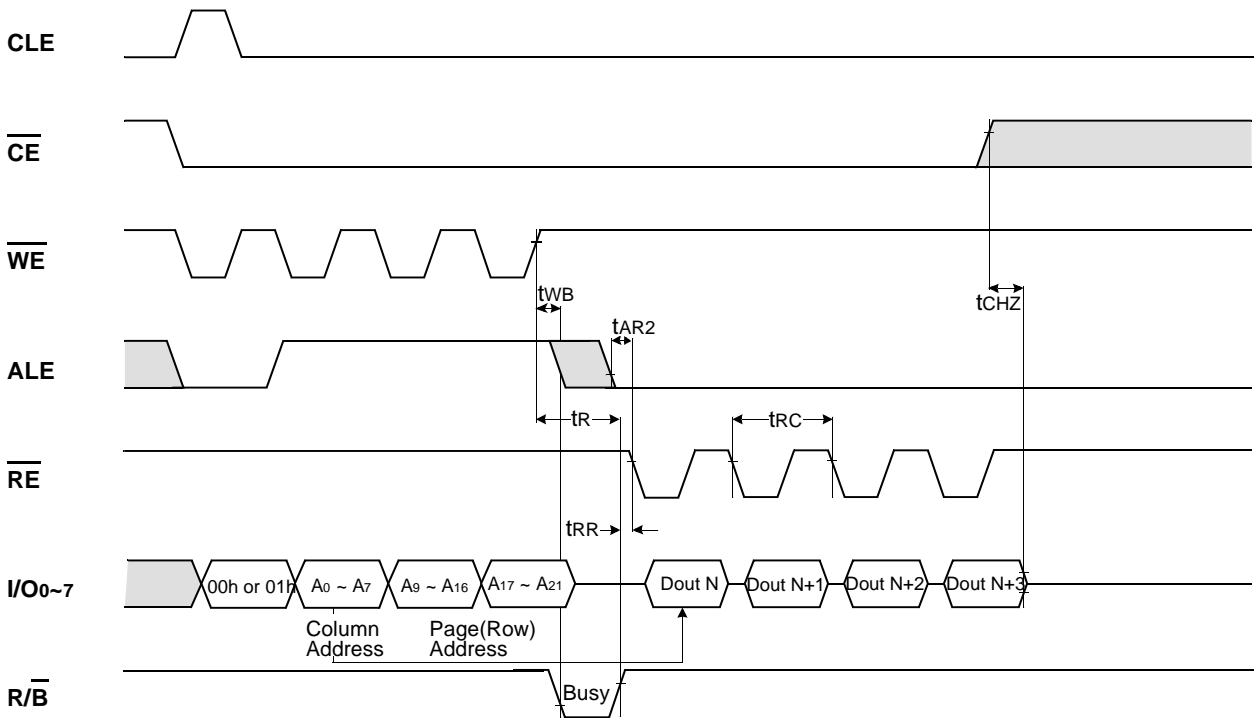 CLE
CE
WE
tWB
tCHZ
tAR2
ALE
tR
tRC
RE
tRR
I/O0~7
00h or 01h
A0 ~ A7
A9 ~ A16
A17 ~ A21
Dout N
Dout N+1
Dout N+2
Dout N+3
Column
Address
Page(Row)
Address
R/B
Busy